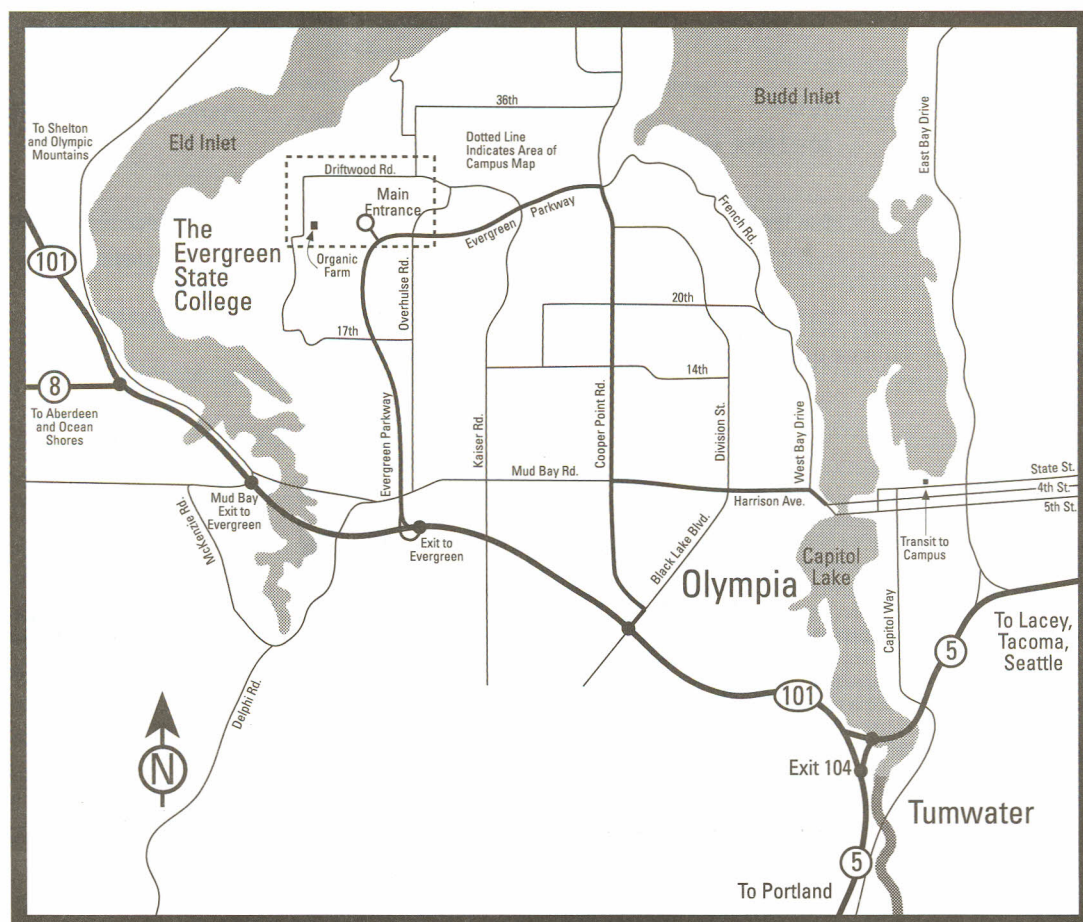 36th
Budd Inlet
East Bay Drive
To Shelton
and Olympic
Mountains
Eld Inlet
Dotted Line
Indicates Area of
Campus Map
Driftwood Rd.
Main
Entrance
French Rd.
Evergreen Parkway
The
Evergreen
State
College
Organic
Farm
101
Overhulse Rd.
20th
17th
14th
8
To Aberdeen
and Ocean
Shores
Evergreen Parkway
Kaiser Rd.
Cooper Point Rd.
Division St.
West Bay Drive
Mud Bay Rd.
Harrison Ave.
State St.
4th St.
5th St.
Mud Bay
Exit to
Evergreen
McKenzie Rd.
Exit to
Evergreen
Black Lake Blvd.
Transit to
Campus
Capitol
Lake
Olympia
Capitol Way
To Lacey,
Tacoma,
Seattle
5
Delphi Rd.
101
N
Exit 104
Tumwater
5
To Portland